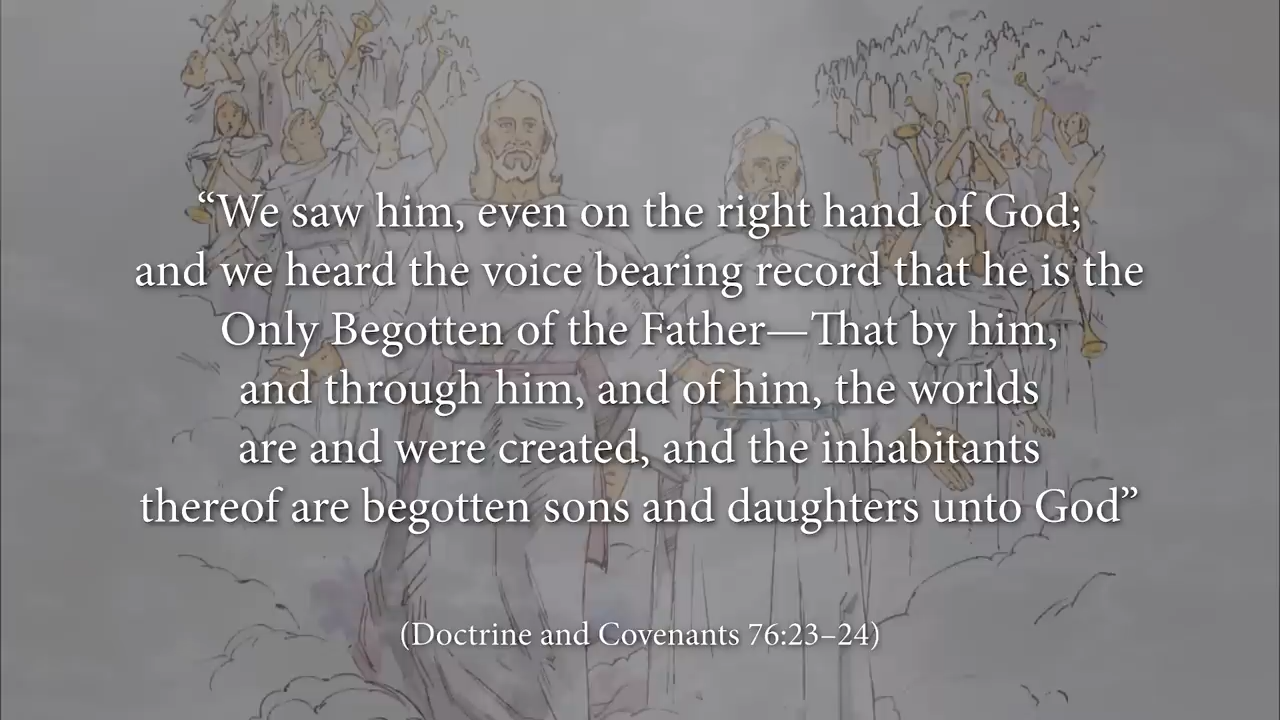 “We saw him, even on the right hand of God;
and we heard the voice bearing record that he is the
Only Begotten of the Father—That by him,
and through him, and of him, the worlds
are and were created, and the inhabitants
thereof are begotten sons and daughters unto God”
(Doctrine and Covenants 76:23–24)